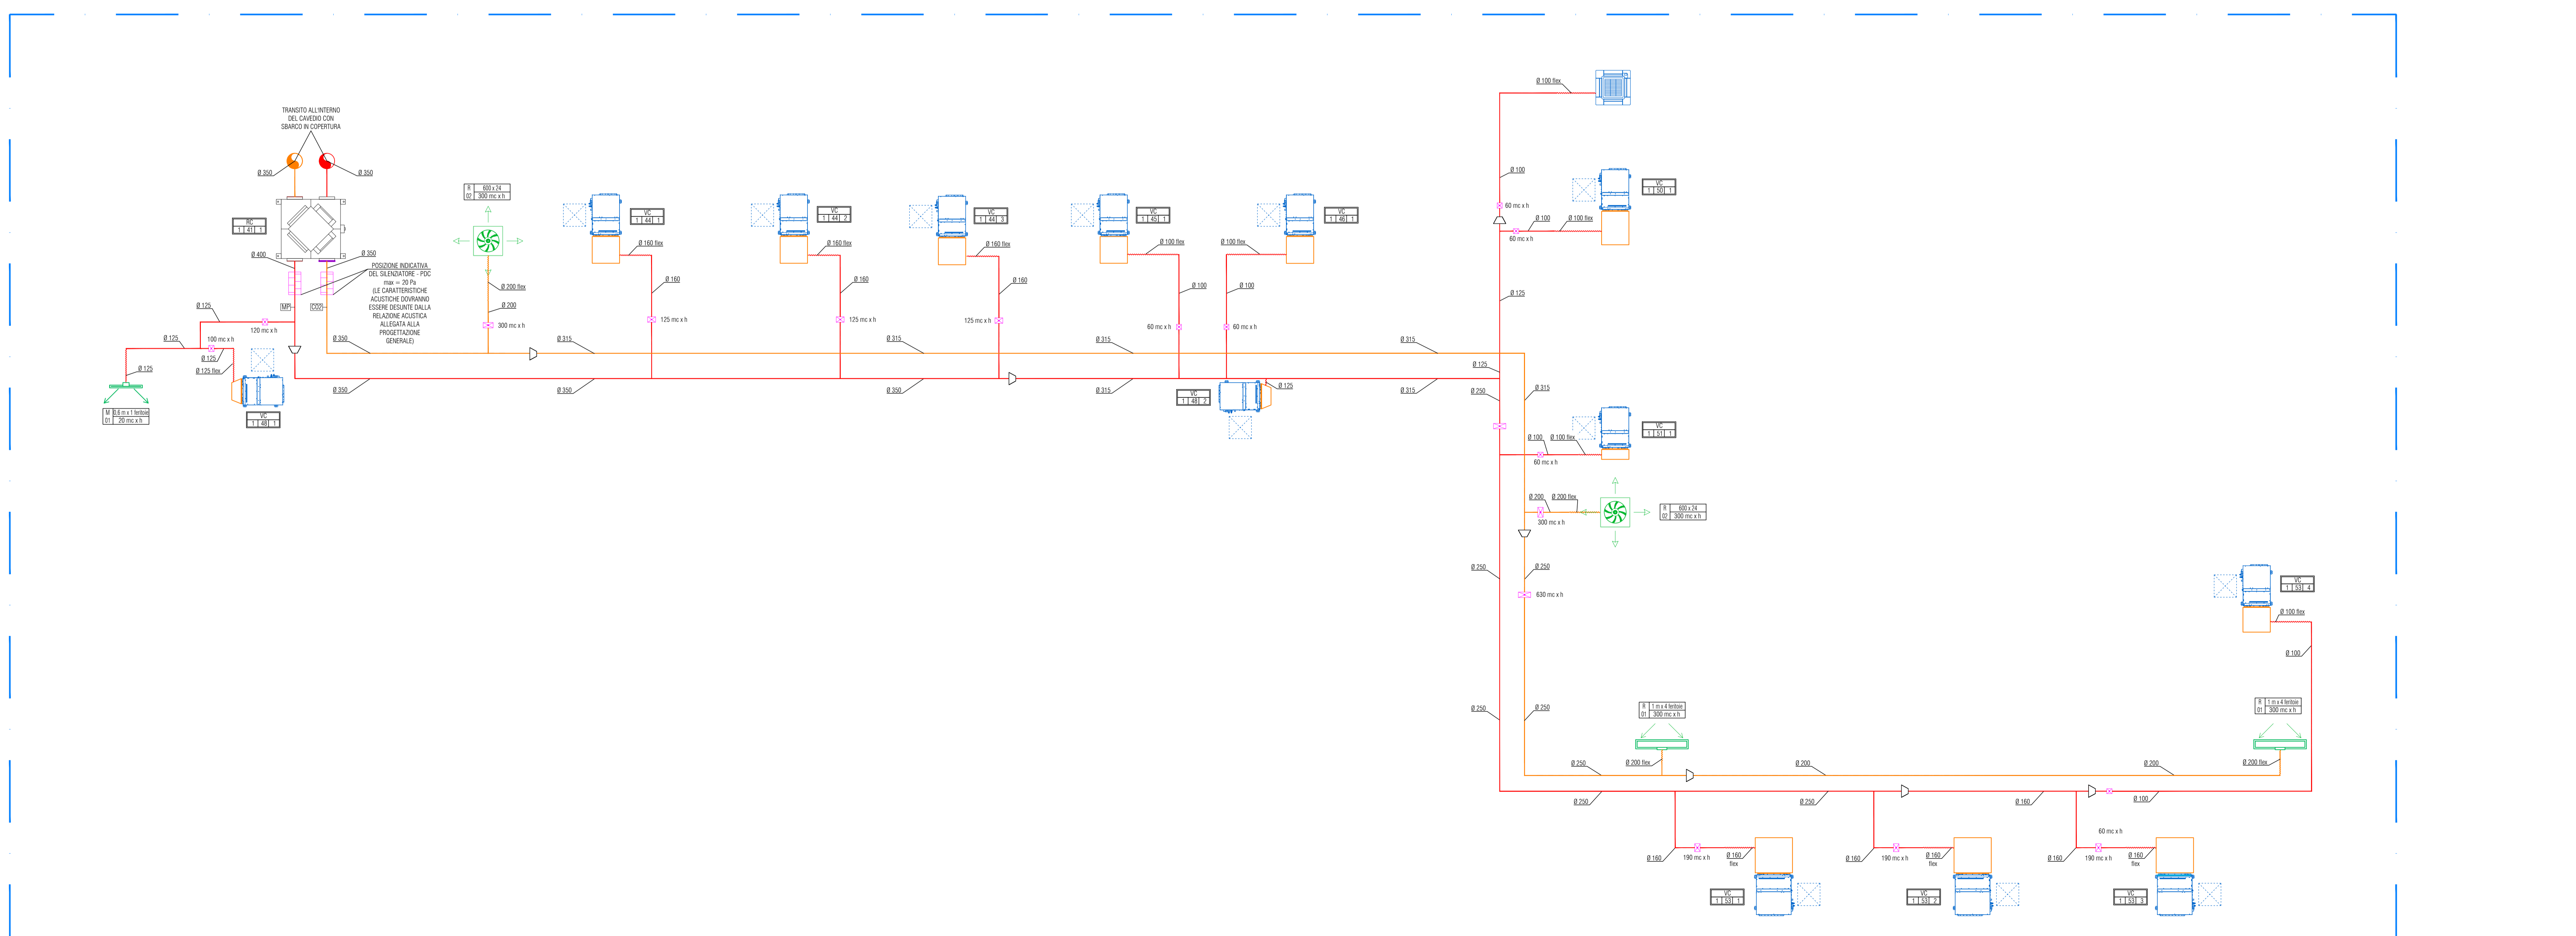 Ø 100 flex
TRANSITO ALL'INTERNO
DEL CAVEDIO CON
SBARCO IN COPERTURA
Ø 350
Ø 350
Ø 100
VC
1 50 1
R 600 x 24
02 300 mc x h
60 mc x h
Ø 100
Ø 100 flex
60 mc x h
RC
1 41 1
VC
1 44 1
VC
1 44 2
VC
1 44 3
VC
1 45 1
VC
1 46 1
Ø 160 flex
Ø 160 flex
Ø 160 flex
Ø 100 flex
Ø 100 flex
Ø 400
Ø 350
POSIZIONE INDICATIVA
DEL SILENZIATORE - PDC
max = 20 Pa
(LE CARATTERISTICHE
ACUSTICHE DOVRANNO
ESSERE DESUNTE DALLA
RELAZIONE ACUSTICA
ALLEGATA ALLA
PROGETTAZIONE
GENERALE)
MP
CO2
Ø 200 flex
Ø 200
300 mc x h
Ø 160
125 mc x h
Ø 160
125 mc x h
Ø 160
125 mc x h
Ø 100
60 mc x h
Ø 100
60 mc x h
Ø 125
Ø 125
120 mc x h
Ø 125
100 mc x h
Ø 125
Ø 125 flex
Ø 125
M 0,6 m x 1 feritoie
01 20 mc x h
VC
1 48 1
Ø 350
Ø 315
Ø 315
Ø 315
Ø 315
Ø 350
Ø 350
Ø 350
Ø 315
Ø 315
VC
1 48 2
Ø 125
Ø 125
Ø 250
Ø 315
VC
1 51 1
Ø 100
Ø 100 flex
60 mc x h
Ø 200
Ø 200 flex
300 mc x h
R 600 x 24
02 300 mc x h
Ø 250
Ø 250
630 mc x h
VC
1 53 4
Ø 100 flex
Ø 100
Ø 250
Ø 250
R 1 m x 4 feritoie
01 300 mc x h
R 1 m x 4 feritoie
01 300 mc x h
Ø 250
Ø 200 flex
Ø 200
Ø 200
Ø 200 flex
Ø 250
Ø 250
Ø 160
Ø 100
60 mc x h
Ø 160
190 mc x h
Ø 160
flex
Ø 160
190 mc x h
Ø 160
flex
Ø 160
190 mc x h
Ø 160
flex
VC
1 53 1
VC
1 53 2
VC
1 53 3